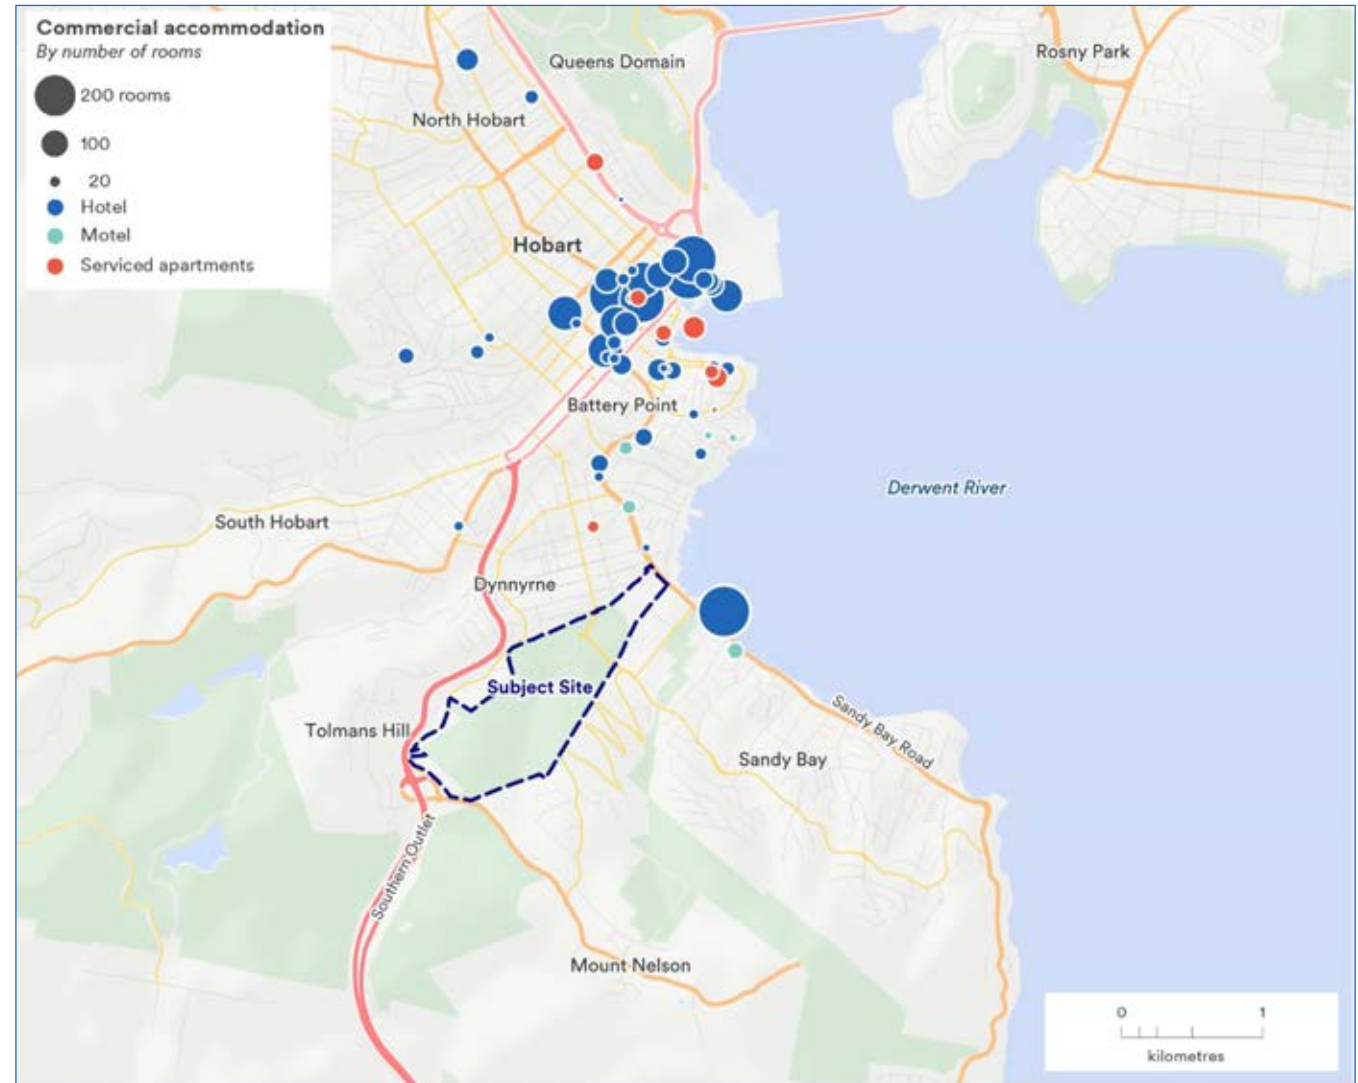 Commercial accommodation
By number of rooms
200 rooms
100
20
Hotel
Motel
Serviced apartments
Queens Domain
Rosny Park
North Hobart
Hobart
Battery Point
Derwent River
South Hobart
Dynnyrne
Subject Site
Tolmans Hill
Sandy Bay Road
Sandy Bay
Southern Outlet
Mount Nelson
0 1
kilometres